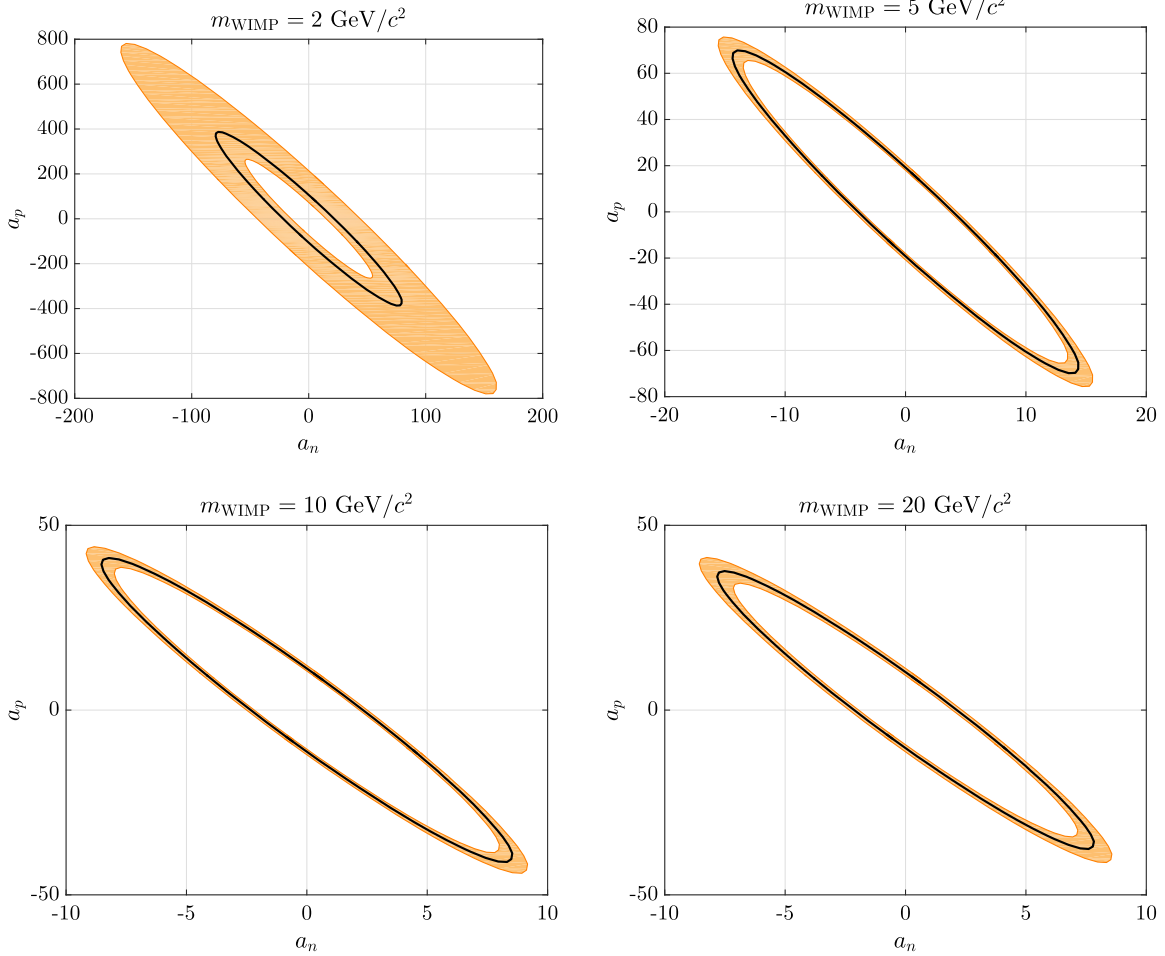 m_WIMP = 2 GeV/c²
800
600
400
200
0
-200
-400
-600
-800
a_p
-200 -100 0 100 200
a_n
m_WIMP = 5 GeV/c²
80
60
40
20
0
-20
-40
-60
-80
a_p
-20 -10 0 10 20
a_n
m_WIMP = 10 GeV/c²
50
0
-50
a_p
-10 -5 0 5 10
a_n
m_WIMP = 20 GeV/c²
50
0
-50
a_p
-10 -5 0 5 10
a_n